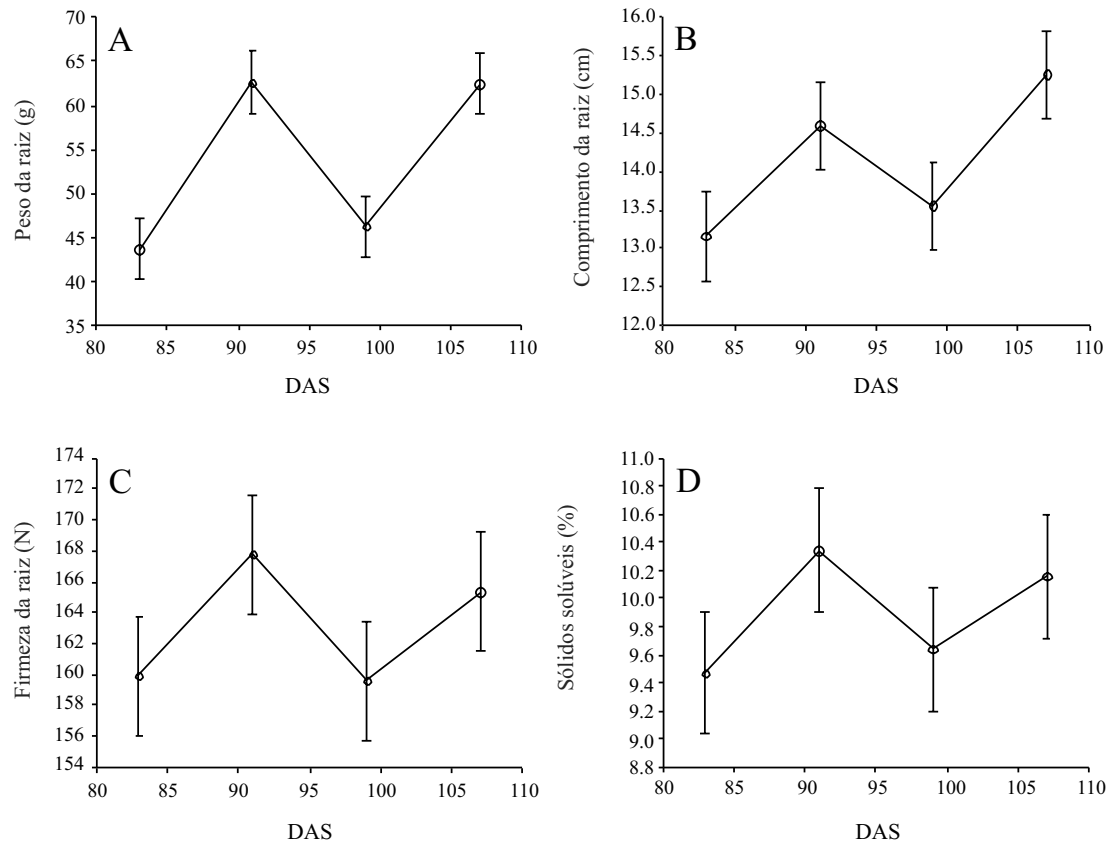 A
Peso da raiz (g)
70
65
60
55
50
45
40
35
80 85 90 95 100 105 110
DAS
B
Comprimento da raiz (cm)
16.0
15.5
15.0
14.5
14.0
13.5
13.0
12.5
12.0
80 85 90 95 100 105 110
DAS
C
Firmeza da raiz (N)
174
172
170
168
166
164
162
160
158
156
154
80 85 90 95 100 105 110
DAS
D
Sólidos solúveis (%)
11.0
10.8
10.6
10.4
10.2
10.0
9.8
9.6
9.4
9.2
9.0
8.8
80 85 90 95 100 105 110
DAS